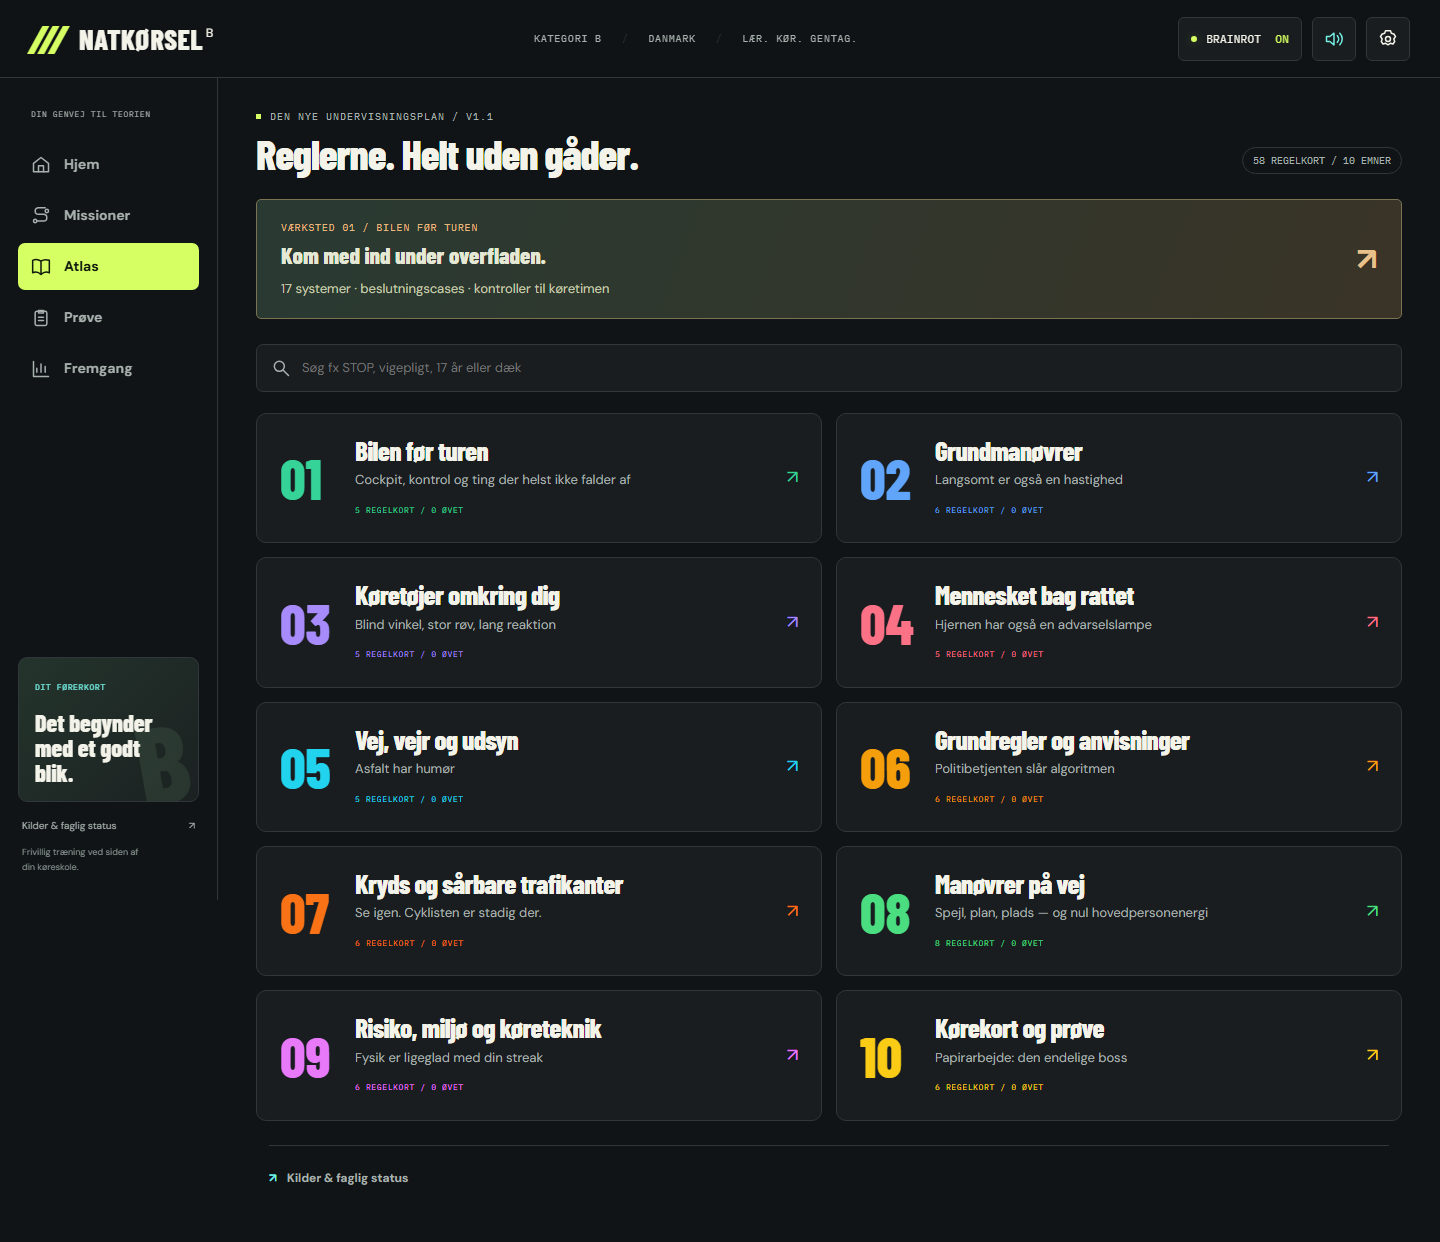 NATKØRSEL B
KATEGORI B / DANMARK / LÆR. KØR. GENTAG.
BRAINROT ON
DIN GENVEJ TIL TEORIEN
Hjem
Missioner
Atlas
Prøve
Fremgang
DIT FØRERKORT
Det begynder
med et godt
blik.
B
Kilder & faglig status
Frivillig træning ved siden af
din køreskole.
DEN NYE UNDERVISNINGSPLAN / V1.1
Reglerne. Helt uden gåder.
58 REGELKORT / 10 EMNER
VÆRKSTED 01 / BILEN FØR TUREN
Kom med ind under overfladen.
17 systemer · beslutningscases · kontroller til køretimen
Søg fx STOP, vigepligt, 17 år eller dæk
01
Bilen før turen
Cockpit, kontrol og ting der helst ikke falder af
5 REGELKORT / 0 ØVET
02
Grundmanøvrer
Langsomt er også en hastighed
6 REGELKORT / 0 ØVET
03
Køretøjer omkring dig
Blind vinkel, stor røv, lang reaktion
5 REGELKORT / 0 ØVET
04
Mennesket bag rattet
Hjernen har også en advarselslampe
5 REGELKORT / 0 ØVET
05
Vej, vejr og udsyn
Asfalt har humør
5 REGELKORT / 0 ØVET
06
Grundregler og anvisninger
Politibetjenten slår algoritmen
6 REGELKORT / 0 ØVET
07
Kryds og sårbare trafikanter
Se igen. Cyklisten er stadig der.
6 REGELKORT / 0 ØVET
08
Manøvrer på vej
Spejl, plan, plads — og nul hovedpersonenergi
8 REGELKORT / 0 ØVET
09
Risiko, miljø og køreteknik
Fysik er ligeglad med din streak
6 REGELKORT / 0 ØVET
10
Kørekort og prøve
Papirarbejde: den endelige boss
6 REGELKORT / 0 ØVET
Kilder & faglig status